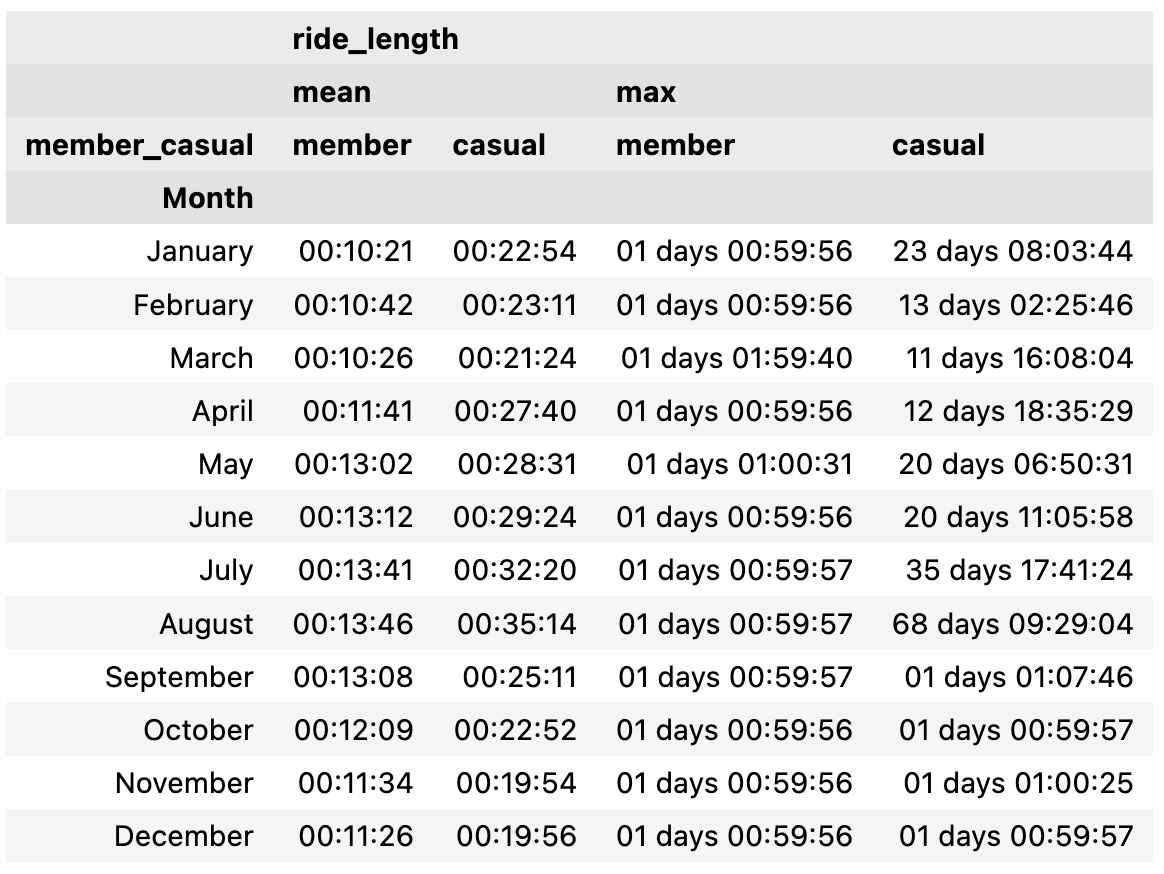 ride_length
mean max
member_casual member casual member casual
Month
January 00:10:21 00:22:54 01 days 00:59:56 23 days 08:03:44
February 00:10:42 00:23:11 01 days 00:59:56 13 days 02:25:46
March 00:10:26 00:21:24 01 days 01:59:40 11 days 16:08:04
April 00:11:41 00:27:40 01 days 00:59:56 12 days 18:35:29
May 00:13:02 00:28:31 01 days 01:00:31 20 days 06:50:31
June 00:13:12 00:29:24 01 days 00:59:56 20 days 11:05:58
July 00:13:41 00:32:20 01 days 00:59:57 35 days 17:41:24
August 00:13:46 00:35:14 01 days 00:59:57 68 days 09:29:04
September 00:13:08 00:25:11 01 days 00:59:57 01 days 01:07:46
October 00:12:09 00:22:52 01 days 00:59:56 01 days 00:59:57
November 00:11:34 00:19:54 01 days 00:59:56 01 days 01:00:25
December 00:11:26 00:19:56 01 days 00:59:56 01 days 00:59:57